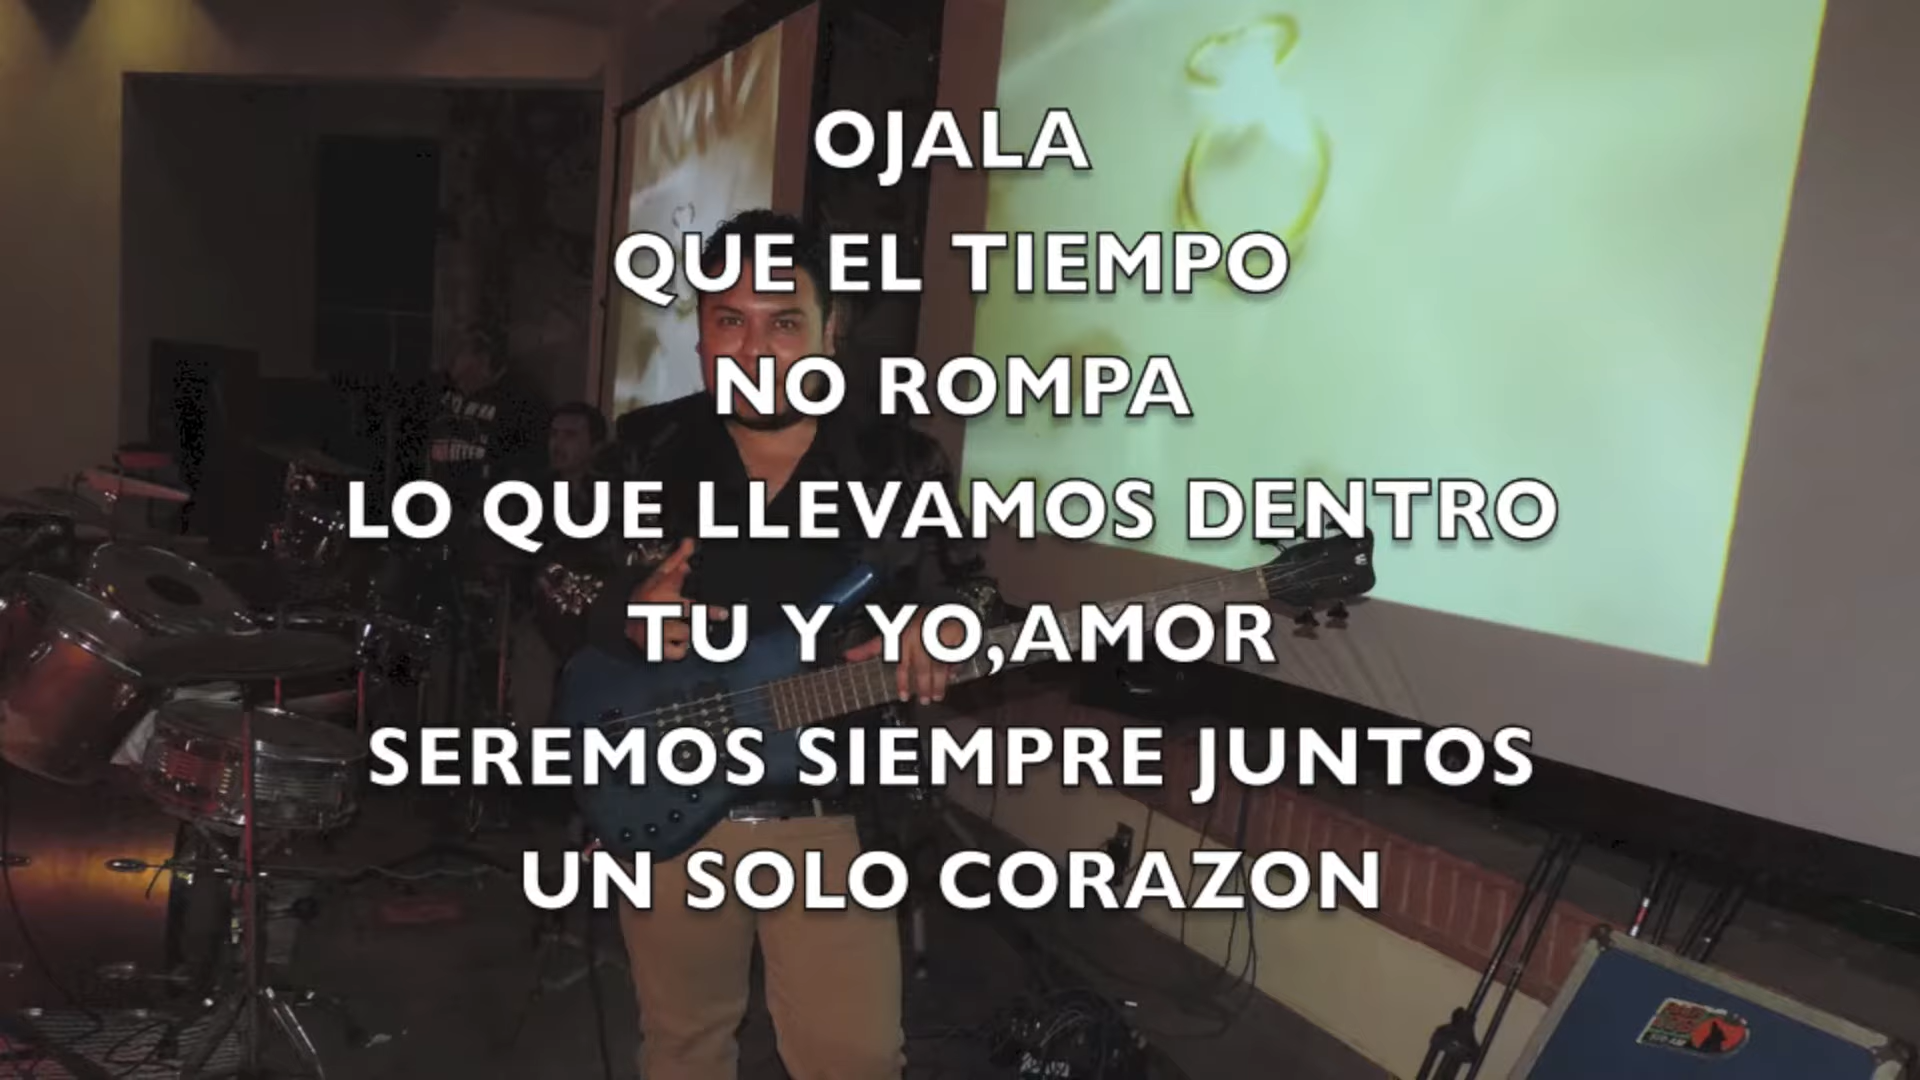 OJALA
QUE EL TIEMPO
NO ROMPA
LO QUE LLEVAMOS DENTRO
TU Y YO,AMOR
SEREMOS SIEMPRE JUNTOS
UN SOLO CORAZON